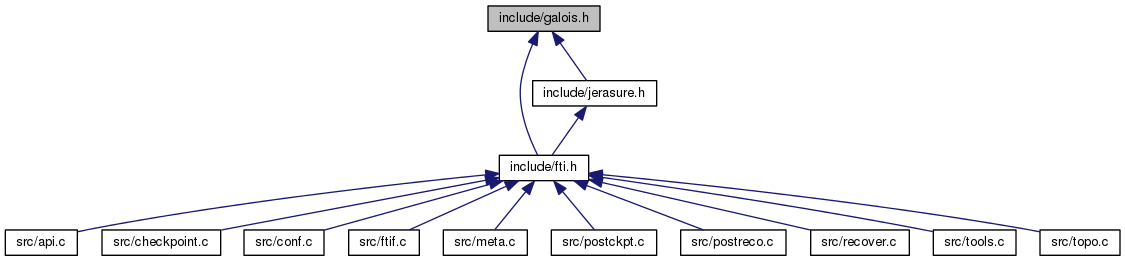 include/galois.h
include/jerasure.h
include/fti.h
src/api.c
src/checkpoint.c
src/conf.c
src/ftif.c
src/meta.c
src/postckpt.c
src/postreco.c
src/recover.c
src/tools.c
src/topo.c